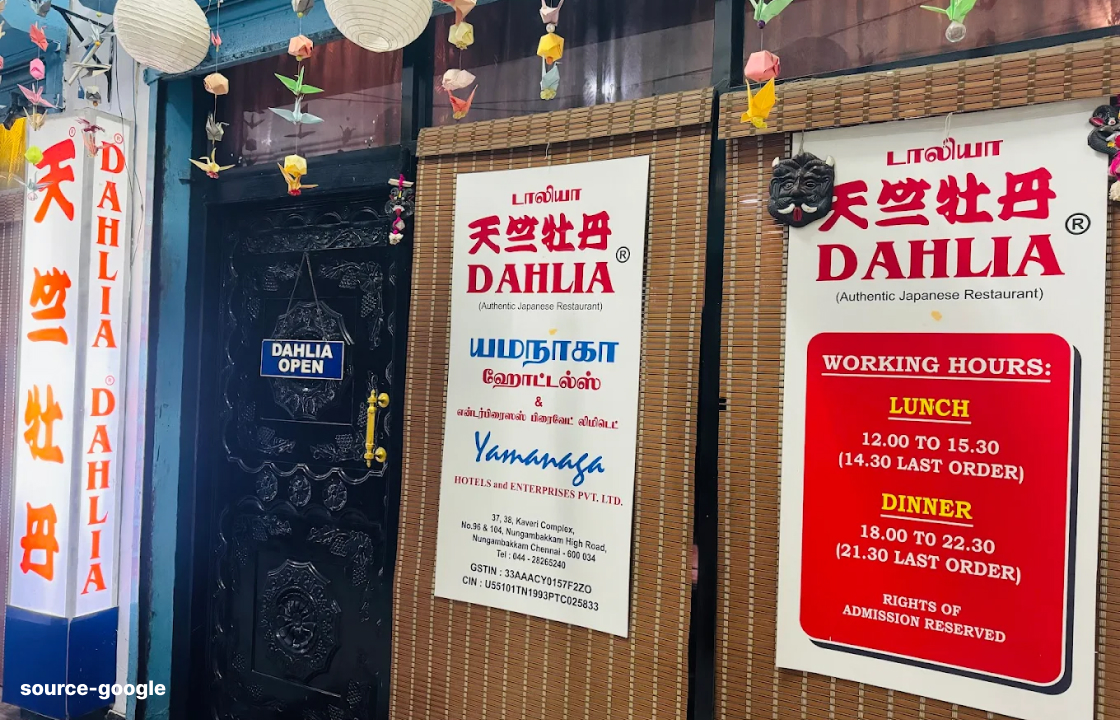 天竺牡丹
DAHLIA® DAHLIA®
DAHLIA
OPEN
டாலியா
天竺牡丹
DAHLIA®
(Authentic Japanese Restaurant)
யமநாகா
ஹோட்டல்ஸ்
&
என்டர்பிரைஸஸ் பிரைவேட் லிமிடெட்
Yamanaga
HOTELS and ENTERPRISES PVT. LTD.
37, 38, Kaveri Complex,
No.96 & 104, Nungambakkam High Road,
Nungambakkam Chennai - 600 034
Tel : 044 - 28265240
GSTIN : 33AAACY0157F2ZO
CIN : U55101TN1993PTC025833
டாலியா
天竺牡丹
DAHLIA®
(Authentic Japanese Restaurant)
WORKING HOURS:
LUNCH
12.00 TO 15.30
(14.30 LAST ORDER)
DINNER
18.00 TO 22.30
(21.30 LAST ORDER)
RIGHTS OF
ADMISSION RESERVED
source-google